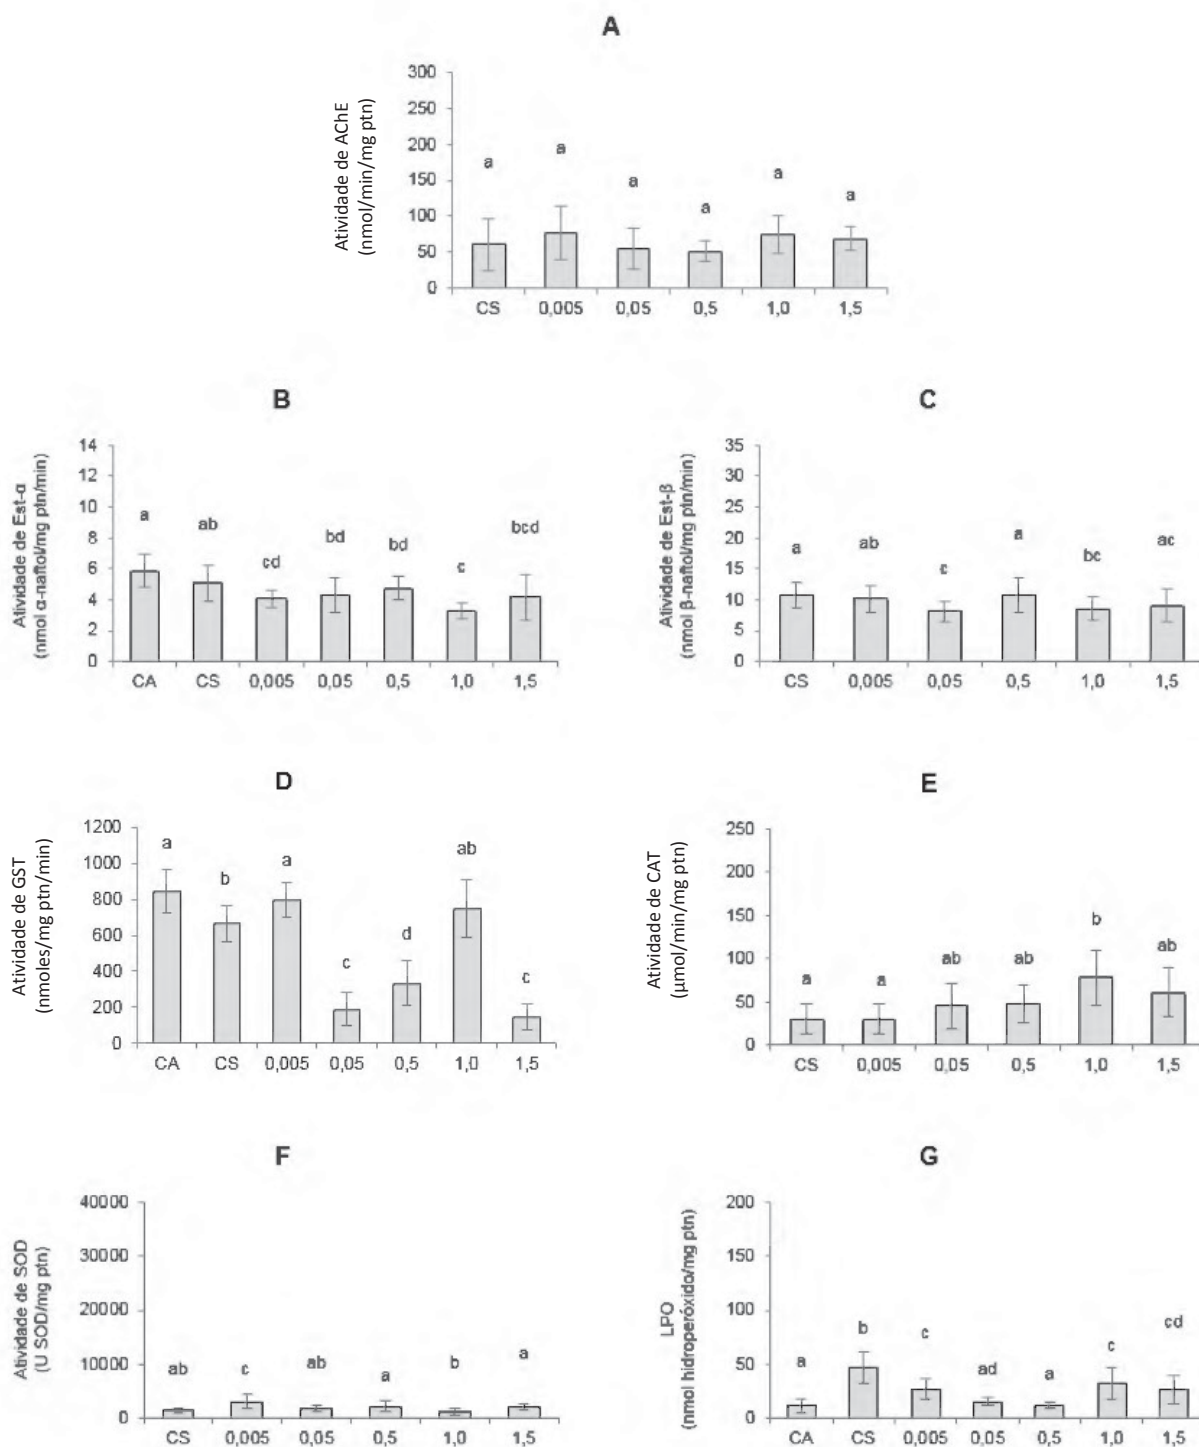 A
Atividade de AChE
(nmol/min/mg ptn)
300
250
200
150
100
50
0
a
a
a
a
a
a
CS 0,005 0,05 0,5 1,0 1,5
B
Atividade de Est-α
(nmol α-naftol/mg ptn/min)
14
12
10
8
6
4
2
0
a
ab
cd
bd
bd
c
bcd
CA CS 0,005 0,05 0,5 1,0 1,5
C
Atividade de Est-β
(nmol β-naftol/mg ptn/min)
35
30
25
20
15
10
5
0
a
ab
c
a
bc
ac
CS 0,005 0,05 0,5 1,0 1,5
D
Atividade de GST
(nmoles/mg ptn/min)
1200
1000
800
600
400
200
0
a
b
a
c
d
ab
c
CA CS 0,005 0,05 0,5 1,0 1,5
E
Atividade de CAT
(μmol/min/mg ptn)
250
200
150
100
50
0
a
a
ab
ab
b
ab
CS 0,005 0,05 0,5 1,0 1,5
F
Atividade de SOD
(U SOD/mg ptn)
40000
30000
20000
10000
0
ab
c
ab
a
b
a
CS 0,005 0,05 0,5 1,0 1,5
G
LPO
(nmol hidroperóxido/mg ptn)
200
150
100
50
0
a
b
c
ad
a
c
cd
CA CS 0,005 0,05 0,5 1,0 1,5